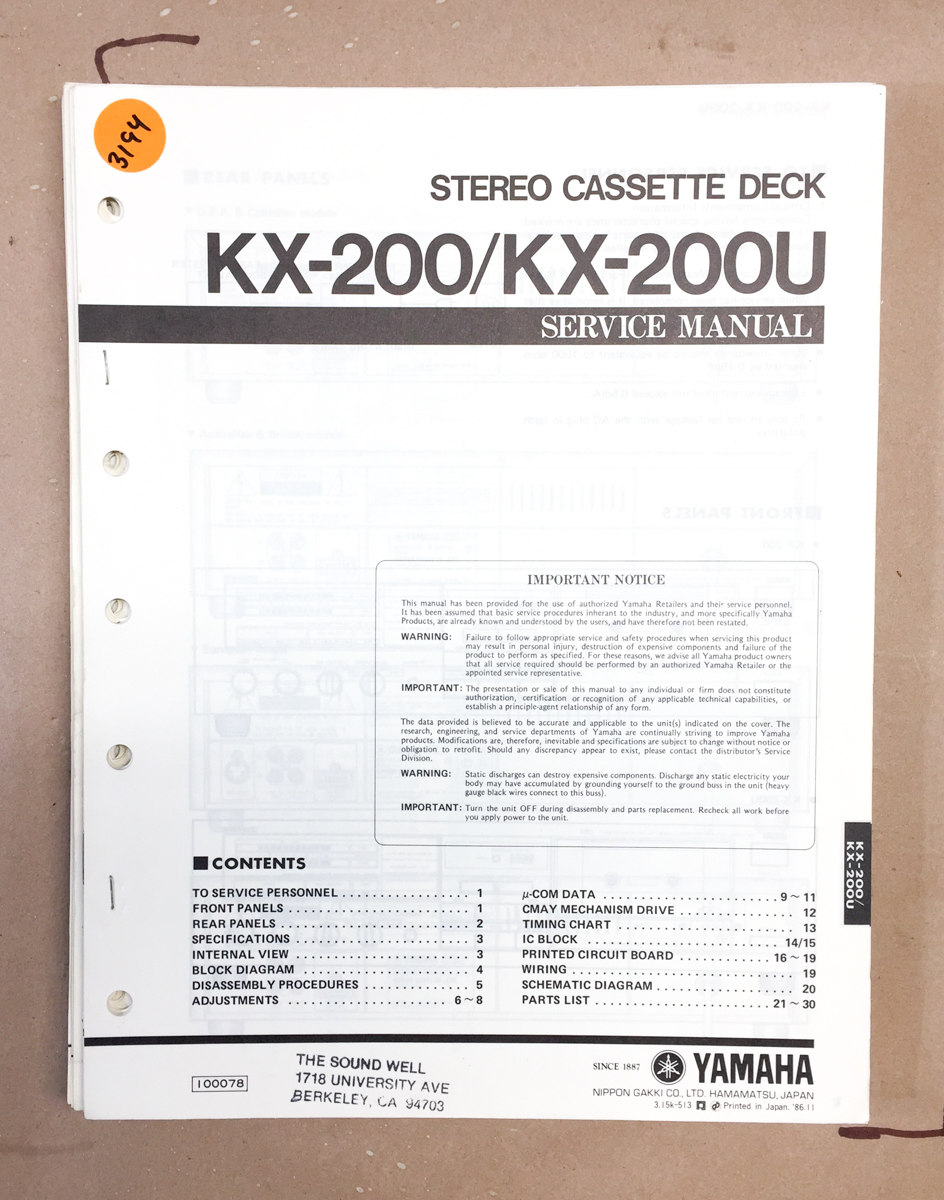 3194
STEREO CASSETTE DECK
KX-200/KX-200U
SERVICE MANUAL
IMPORTANT NOTICE
This manual has been provided for the use of authorized Yamaha Retailers and their service personnel.
It has been assumed that basic service procedures inherant to the industry, and more specifically Yamaha
Products, are already known and understood by the users, and have therefore not been restated.
WARNING: Failure to follow appropriate service and safety procedures when servicing this product
may result in personal injury, destruction of expensive components and failure of the
product to perform as specified. For these reasons, we advise all Yamaha product owners
that all service required should be performed by an authorized Yamaha Retailer or the
appointed service representative.
IMPORTANT: The presentation or sale of this manual to any individual or firm does not constitute
authorization, certification or recognition of any applicable technical capabilities, or
establish a principle-agent relationship of any form.
The data provided is believed to be accurate and applicable to the unit(s) indicated on the cover. The
research, engineering, and service departments of Yamaha are continually striving to improve Yamaha
products. Modifications are, therefore, inevitable and specifications are subject to change without notice or
obligation to retrofit. Should any discrepancy appear to exist, please contact the distributor's Service
Division.
WARNING: Static discharges can destroy expensive components. Discharge any static electricity your
body may have accumulated by grounding yourself to the ground buss in the unit (heavy
gauge black wires connect to this buss).
IMPORTANT: Turn the unit OFF during disassembly and parts replacement. Recheck all work before
you apply power to the unit.
KX-200/
KX-200U
■ CONTENTS
TO SERVICE PERSONNEL . . . . . . . . . . . . . . . . . 1
FRONT PANELS . . . . . . . . . . . . . . . . . . . . . . . . 1
REAR PANELS . . . . . . . . . . . . . . . . . . . . . . . . . 2
SPECIFICATIONS . . . . . . . . . . . . . . . . . . . . . . . 3
INTERNAL VIEW . . . . . . . . . . . . . . . . . . . . . . . 3
BLOCK DIAGRAM . . . . . . . . . . . . . . . . . . . . . . 4
DISASSEMBLY PROCEDURES . . . . . . . . . . . . . . 5
ADJUSTMENTS . . . . . . . . . . . . . . . . . . . . . 6 ~ 8
μ-COM DATA . . . . . . . . . . . . . . . . . . . . . . . 9 ~ 11
CMAY MECHANISM DRIVE . . . . . . . . . . . . . . . 12
TIMING CHART . . . . . . . . . . . . . . . . . . . . . . . . 13
IC BLOCK . . . . . . . . . . . . . . . . . . . . . . . . . . 14/15
PRINTED CIRCUIT BOARD . . . . . . . . . . . . 16 ~ 19
WIRING . . . . . . . . . . . . . . . . . . . . . . . . . . . . . 19
SCHEMATIC DIAGRAM . . . . . . . . . . . . . . . . . . 20
PARTS LIST . . . . . . . . . . . . . . . . . . . . . . . 21 ~ 30
100078
THE SOUND WELL
1718 UNIVERSITY AVE
BERKELEY, CA 94703
SINCE 1887 YAMAHA
NIPPON GAKKI CO., LTD. HAMAMATSU, JAPAN
3.15k-513 Printed in Japan. '86.11